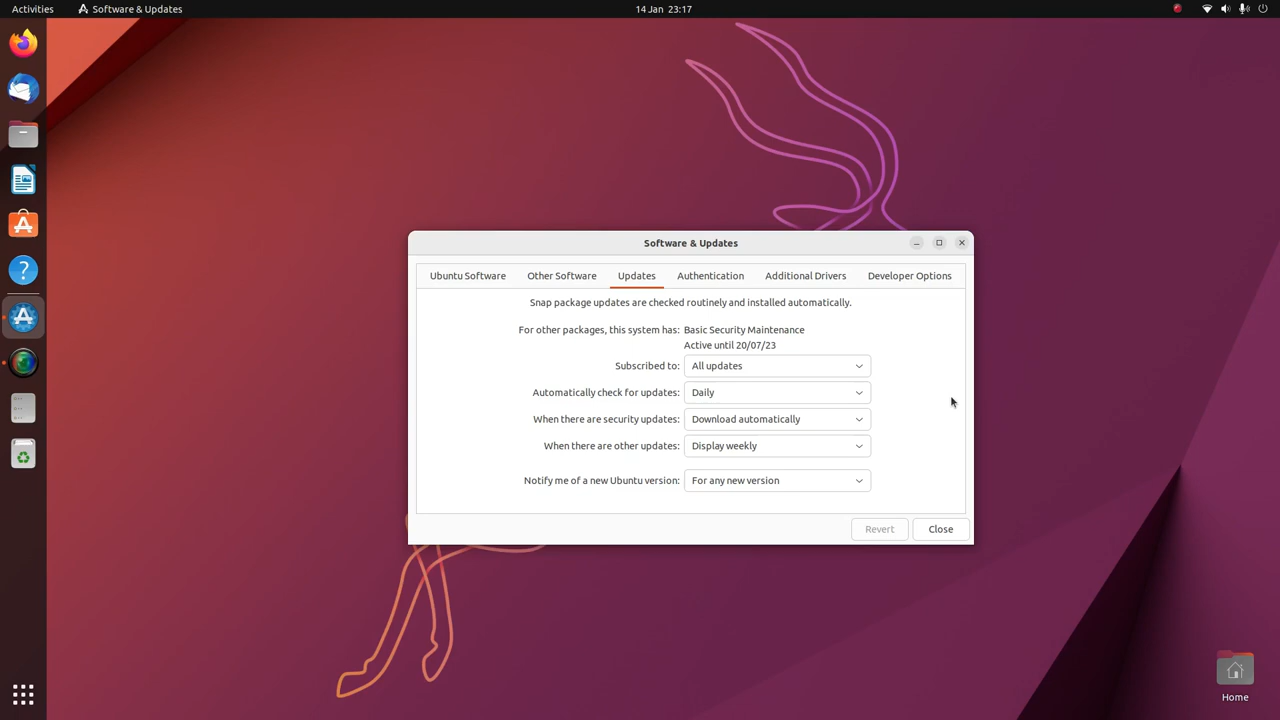 Activities
Software & Updates
14 Jan 23:17
Software & Updates
Ubuntu Software
Other Software
Updates
Authentication
Additional Drivers
Developer Options
Snap package updates are checked routinely and installed automatically.
For other packages, this system has: Basic Security Maintenance
Active until 20/07/23
Subscribed to: All updates
Automatically check for updates: Daily
When there are security updates: Download automatically
When there are other updates: Display weekly
Notify me of a new Ubuntu version: For any new version
Revert
Close
Home